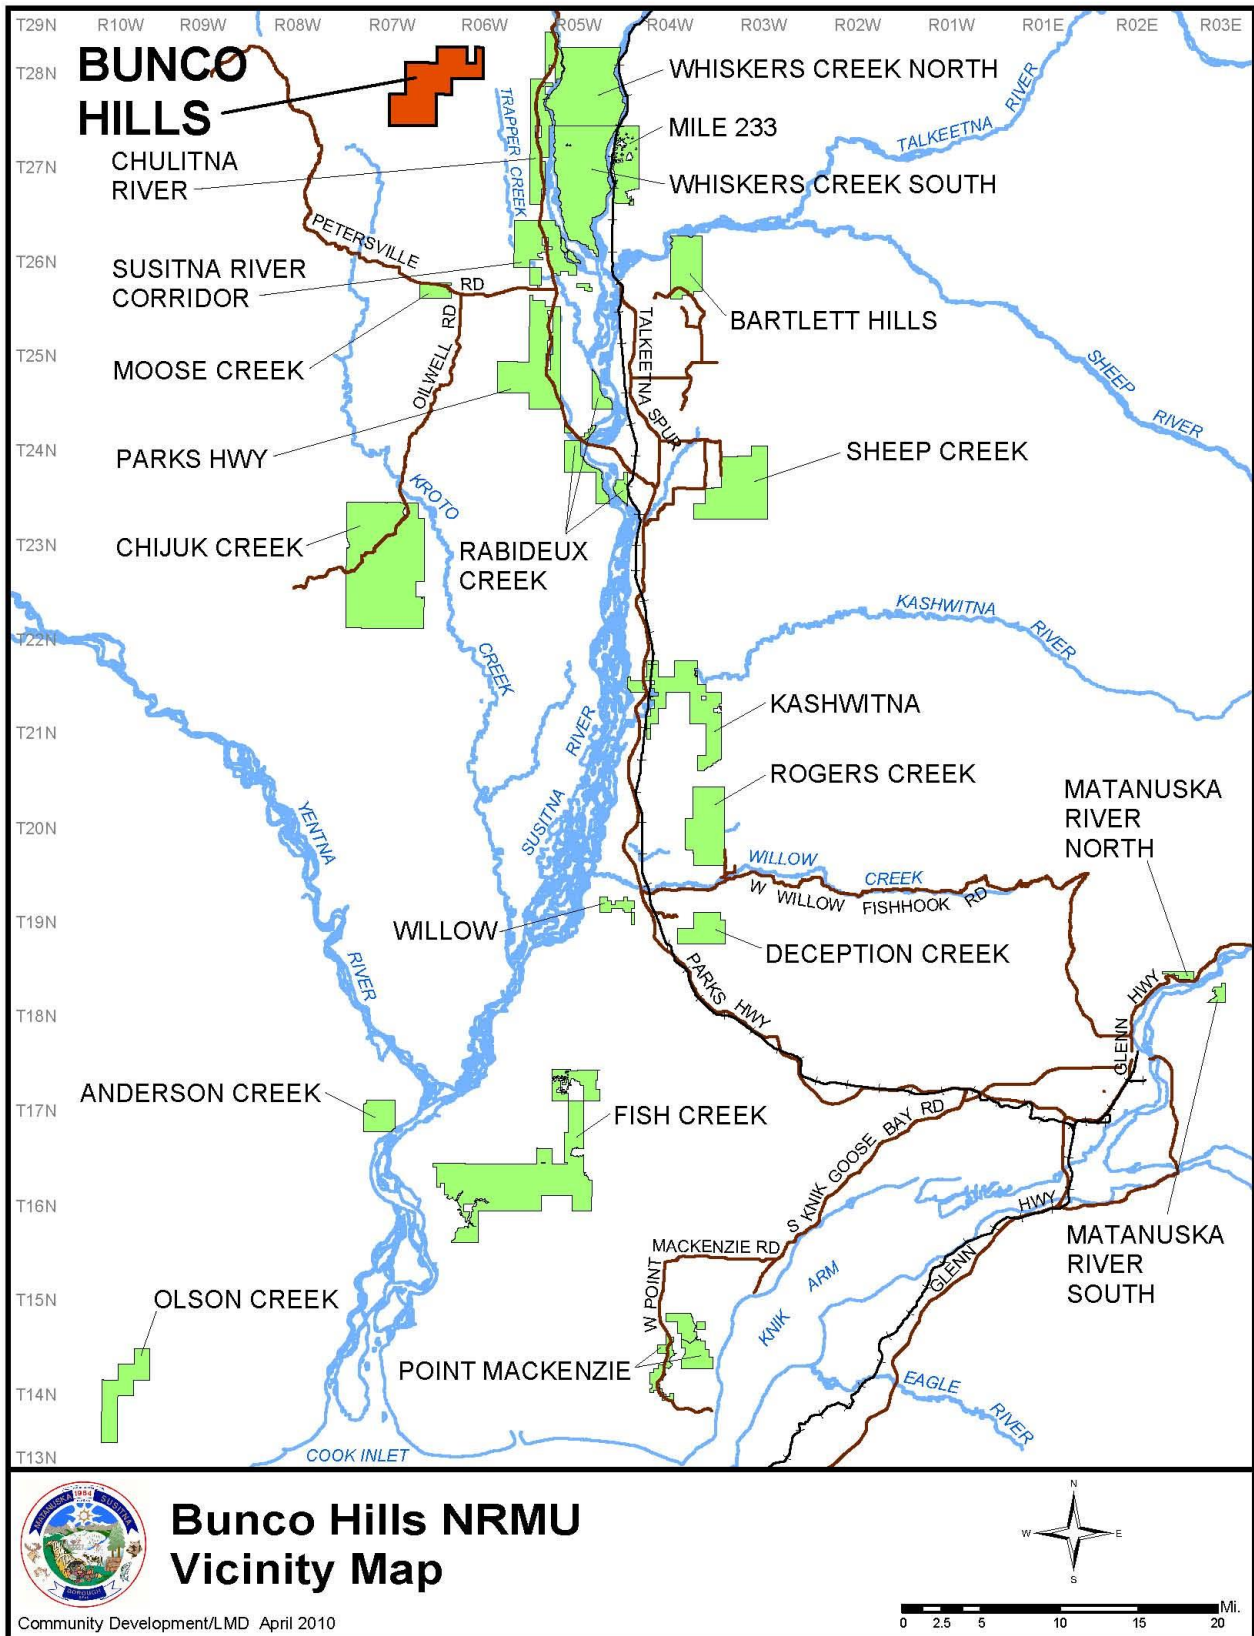 T29N R10W R09W R08W R07W R06W R05W R04W R03W R02W R01W R01E R02E R03E
T28N
T27N
T26N
T25N
T24N
T23N
T22N
T21N
T20N
T19N
T18N
T17N
T16N
T15N
T14N
T13N
BUNCO
HILLS
WHISKERS CREEK NORTH
MILE 233
WHISKERS CREEK SOUTH
CHULITNA
RIVER
TRAPPER CREEK
TALKEETNA
RIVER
PETERSVILLE
RD
SUSITNA RIVER
CORRIDOR
BARTLETT HILLS
MOOSE CREEK
OILWELL RD
TALKEETNA SPUR
SHEEP
RIVER
PARKS HWY
SHEEP CREEK
CHIJUK CREEK
KROTO
CREEK
RABIDEUX
CREEK
KASHWITNA
RIVER
KASHWITNA
ROGERS CREEK
SUSITNA
RIVER
YENTNA
RIVER
MATANUSKA
RIVER
NORTH
WILLOW
CREEK
W WILLOW FISHHOOK RD
WILLOW
DECEPTION CREEK
PARKS HWY
GLENN HWY
ANDERSON CREEK
FISH CREEK
S KNIK GOOSE BAY RD
GLENN HWY
MATANUSKA
RIVER
SOUTH
MACKENZIE RD
W POINT
KNIK ARM
OLSON CREEK
POINT MACKENZIE
EAGLE
RIVER
COOK INLET
MATANUSKA 1964 SUSITNA
BOROUGH
Bunco Hills NRMU
Vicinity Map
Community Development/LMD April 2010
N
W E
S
Mi.
0 2.5 5 10 15 20